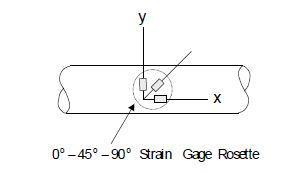 y
x
0° – 45° – 90° Strain Gage Rosette